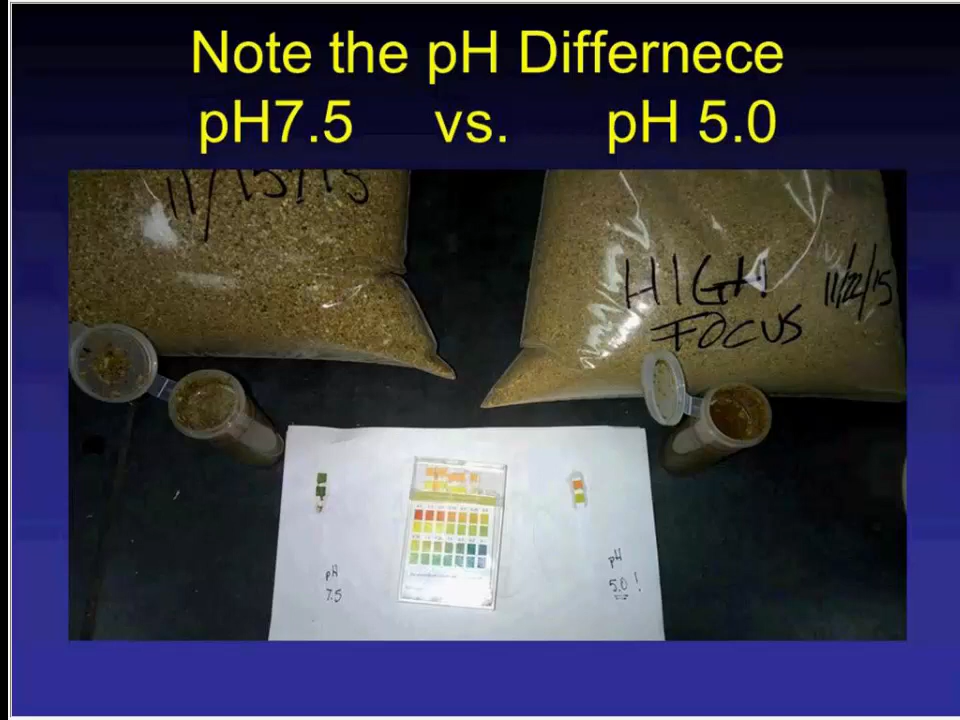 Note the pH Differnece
pH7.5 vs. pH 5.0
11/15/15
HIGH
FOCUS
11/22/15
pH
7.5
pH
5.0!